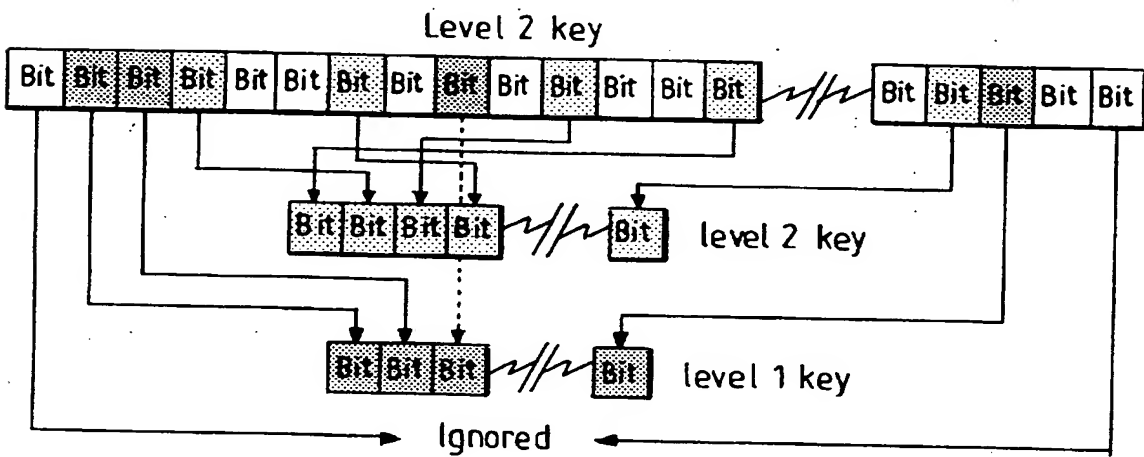 Level 2 key
Bit Bit Bit Bit Bit Bit Bit Bit Bit Bit Bit Bit Bit Bit Bit Bit Bit Bit Bit
Bit Bit Bit Bit Bit level 2 key
Bit Bit Bit Bit level 1 key
Ignored